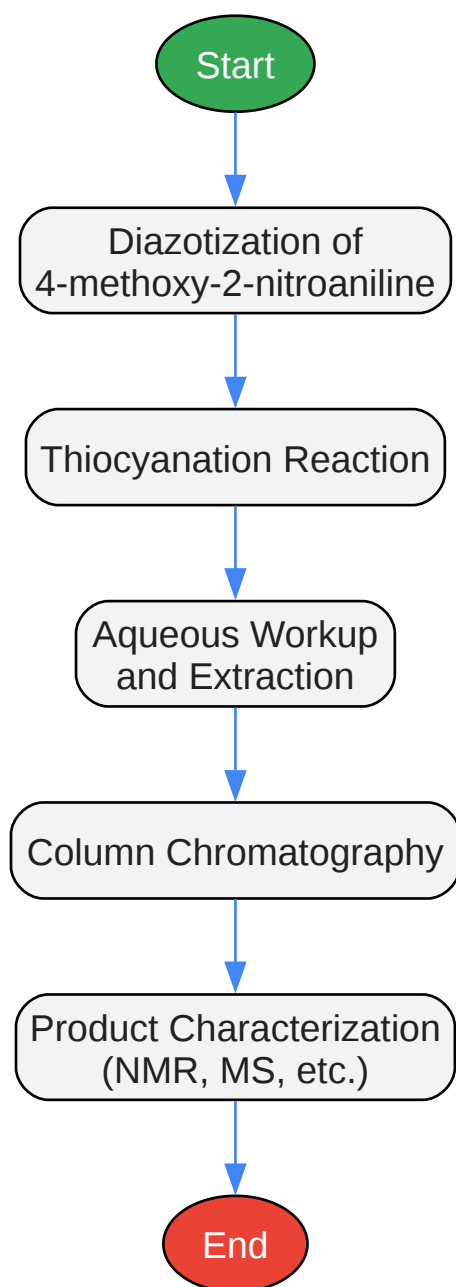 Start
Diazotization of
4-methoxy-2-nitroaniline
Thiocyanation Reaction
Aqueous Workup
and Extraction
Column Chromatography
Product Characterization
(NMR, MS, etc.)
End